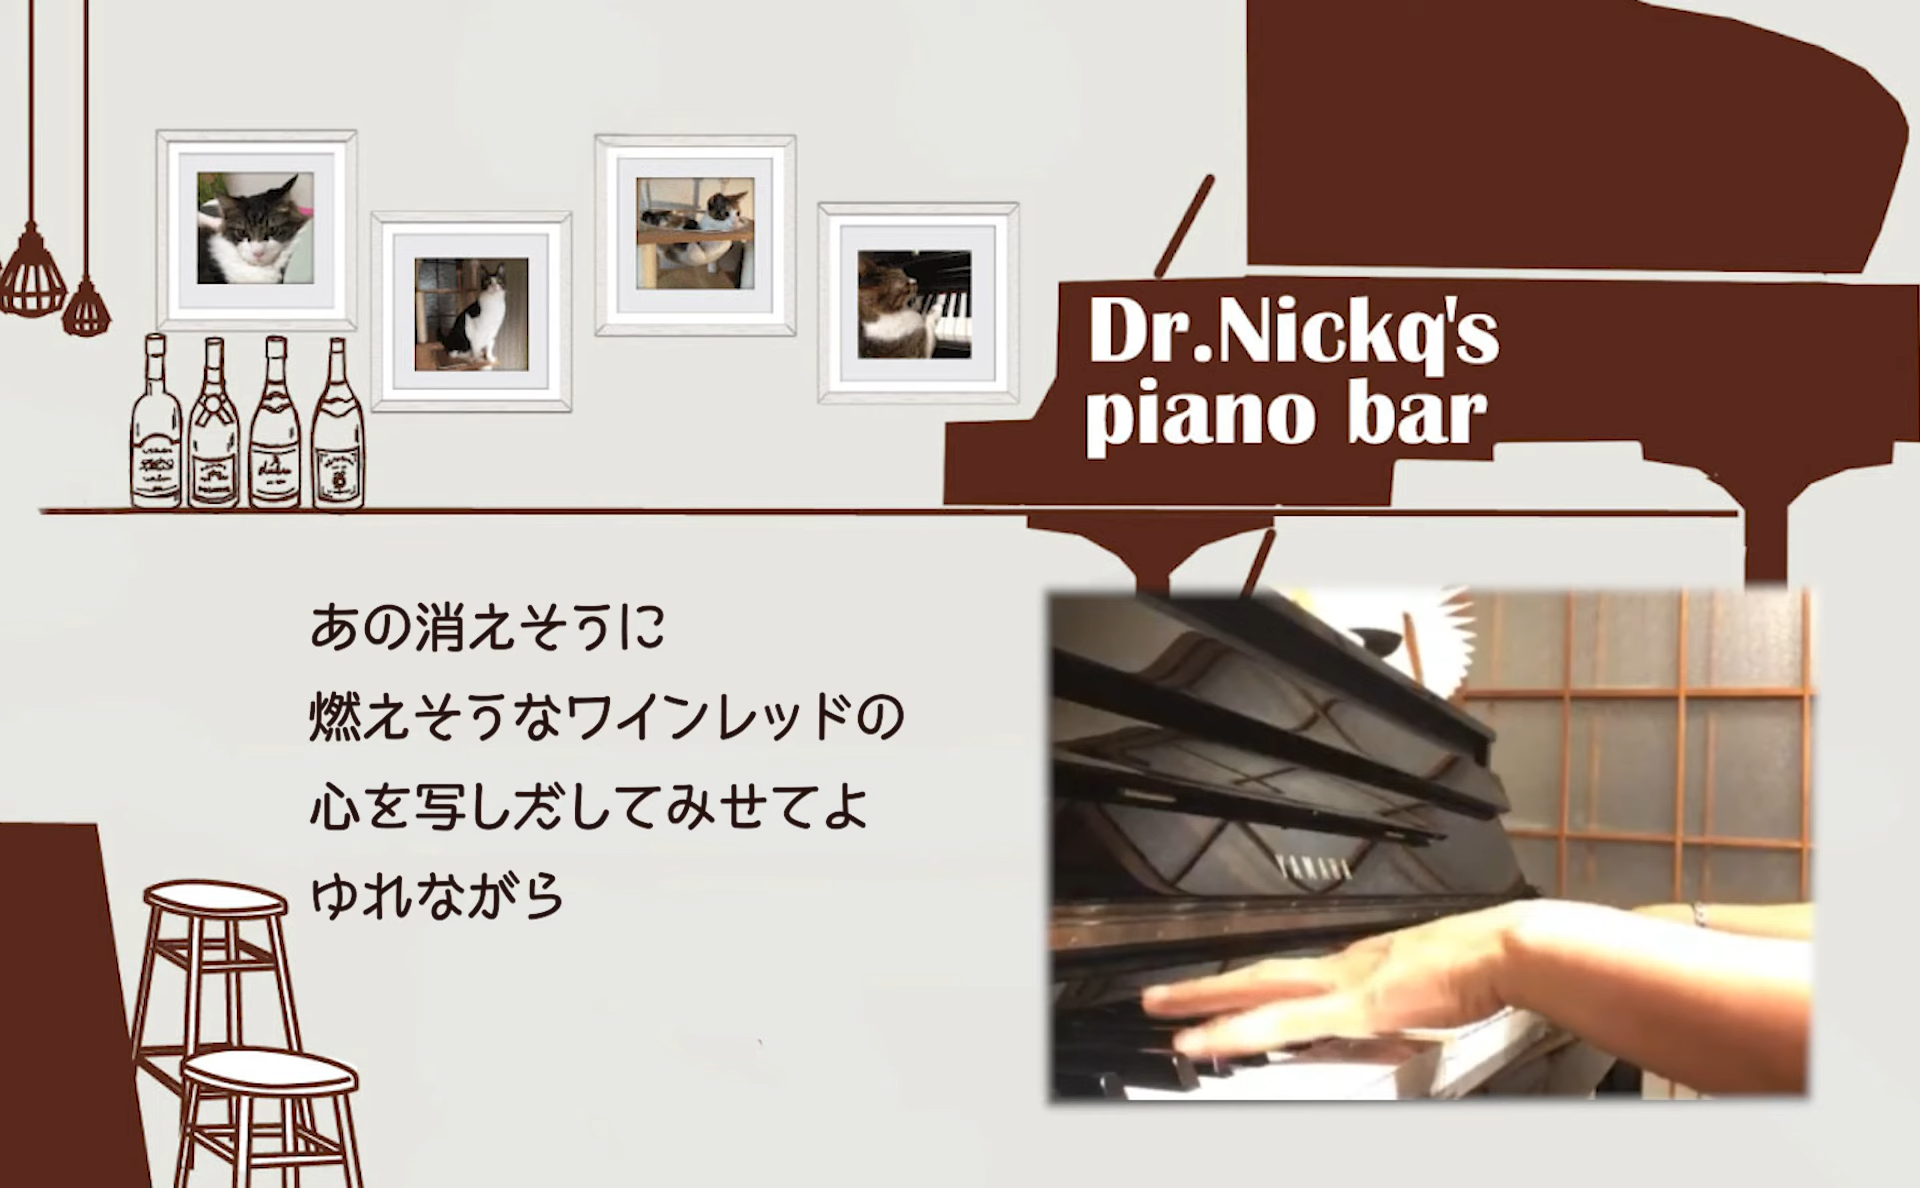 Dr.Nickq's
piano bar
あの消えそうに
燃えそうなワインレッドの
心を写しだしてみせてよ
ゆれながら
YAMAHA